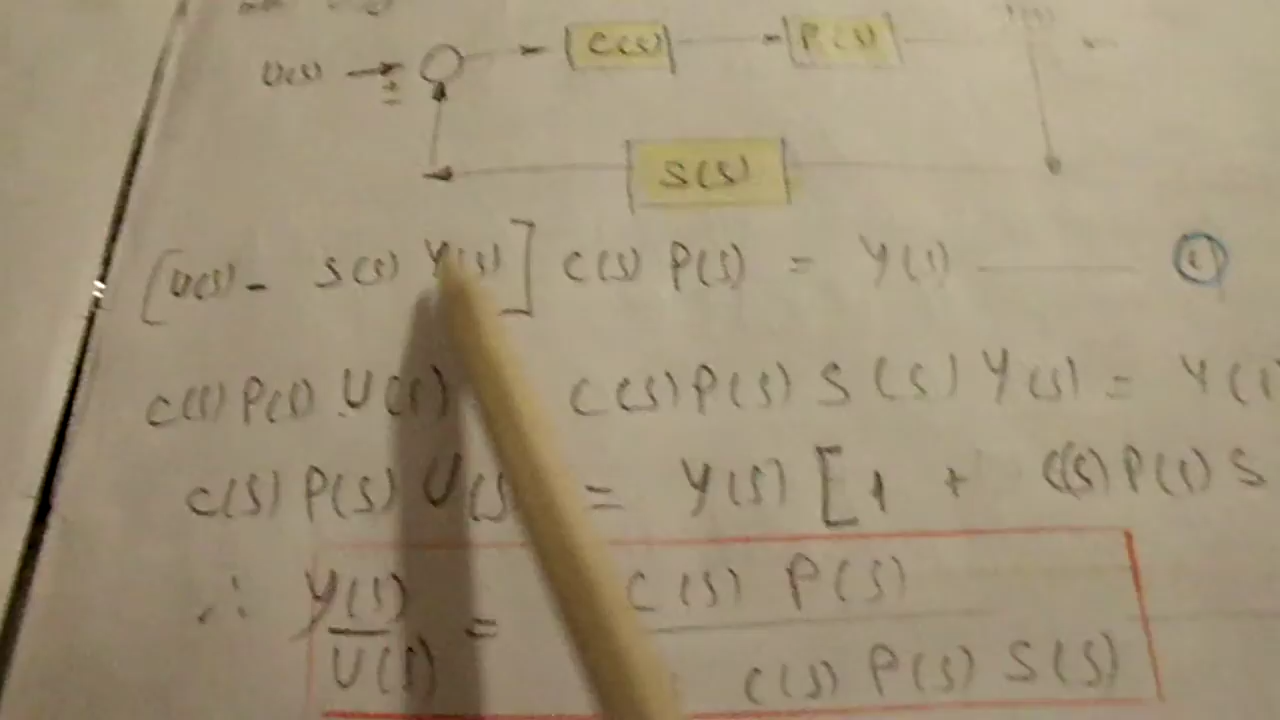 U(s) C(s) P(s)
S(s)
[U(s) - S(s) Y(s)] C(s) P(s) = Y(s) 1
C(s) P(s) U(s) C(s) P(s) S(s) Y(s) = Y(s
C(s) P(s) U(s = Y(s) [1 + C(s) P(s) S
∴ Y(s) / U(s) = C(s) P(s) / C(s) P(s) S(s)